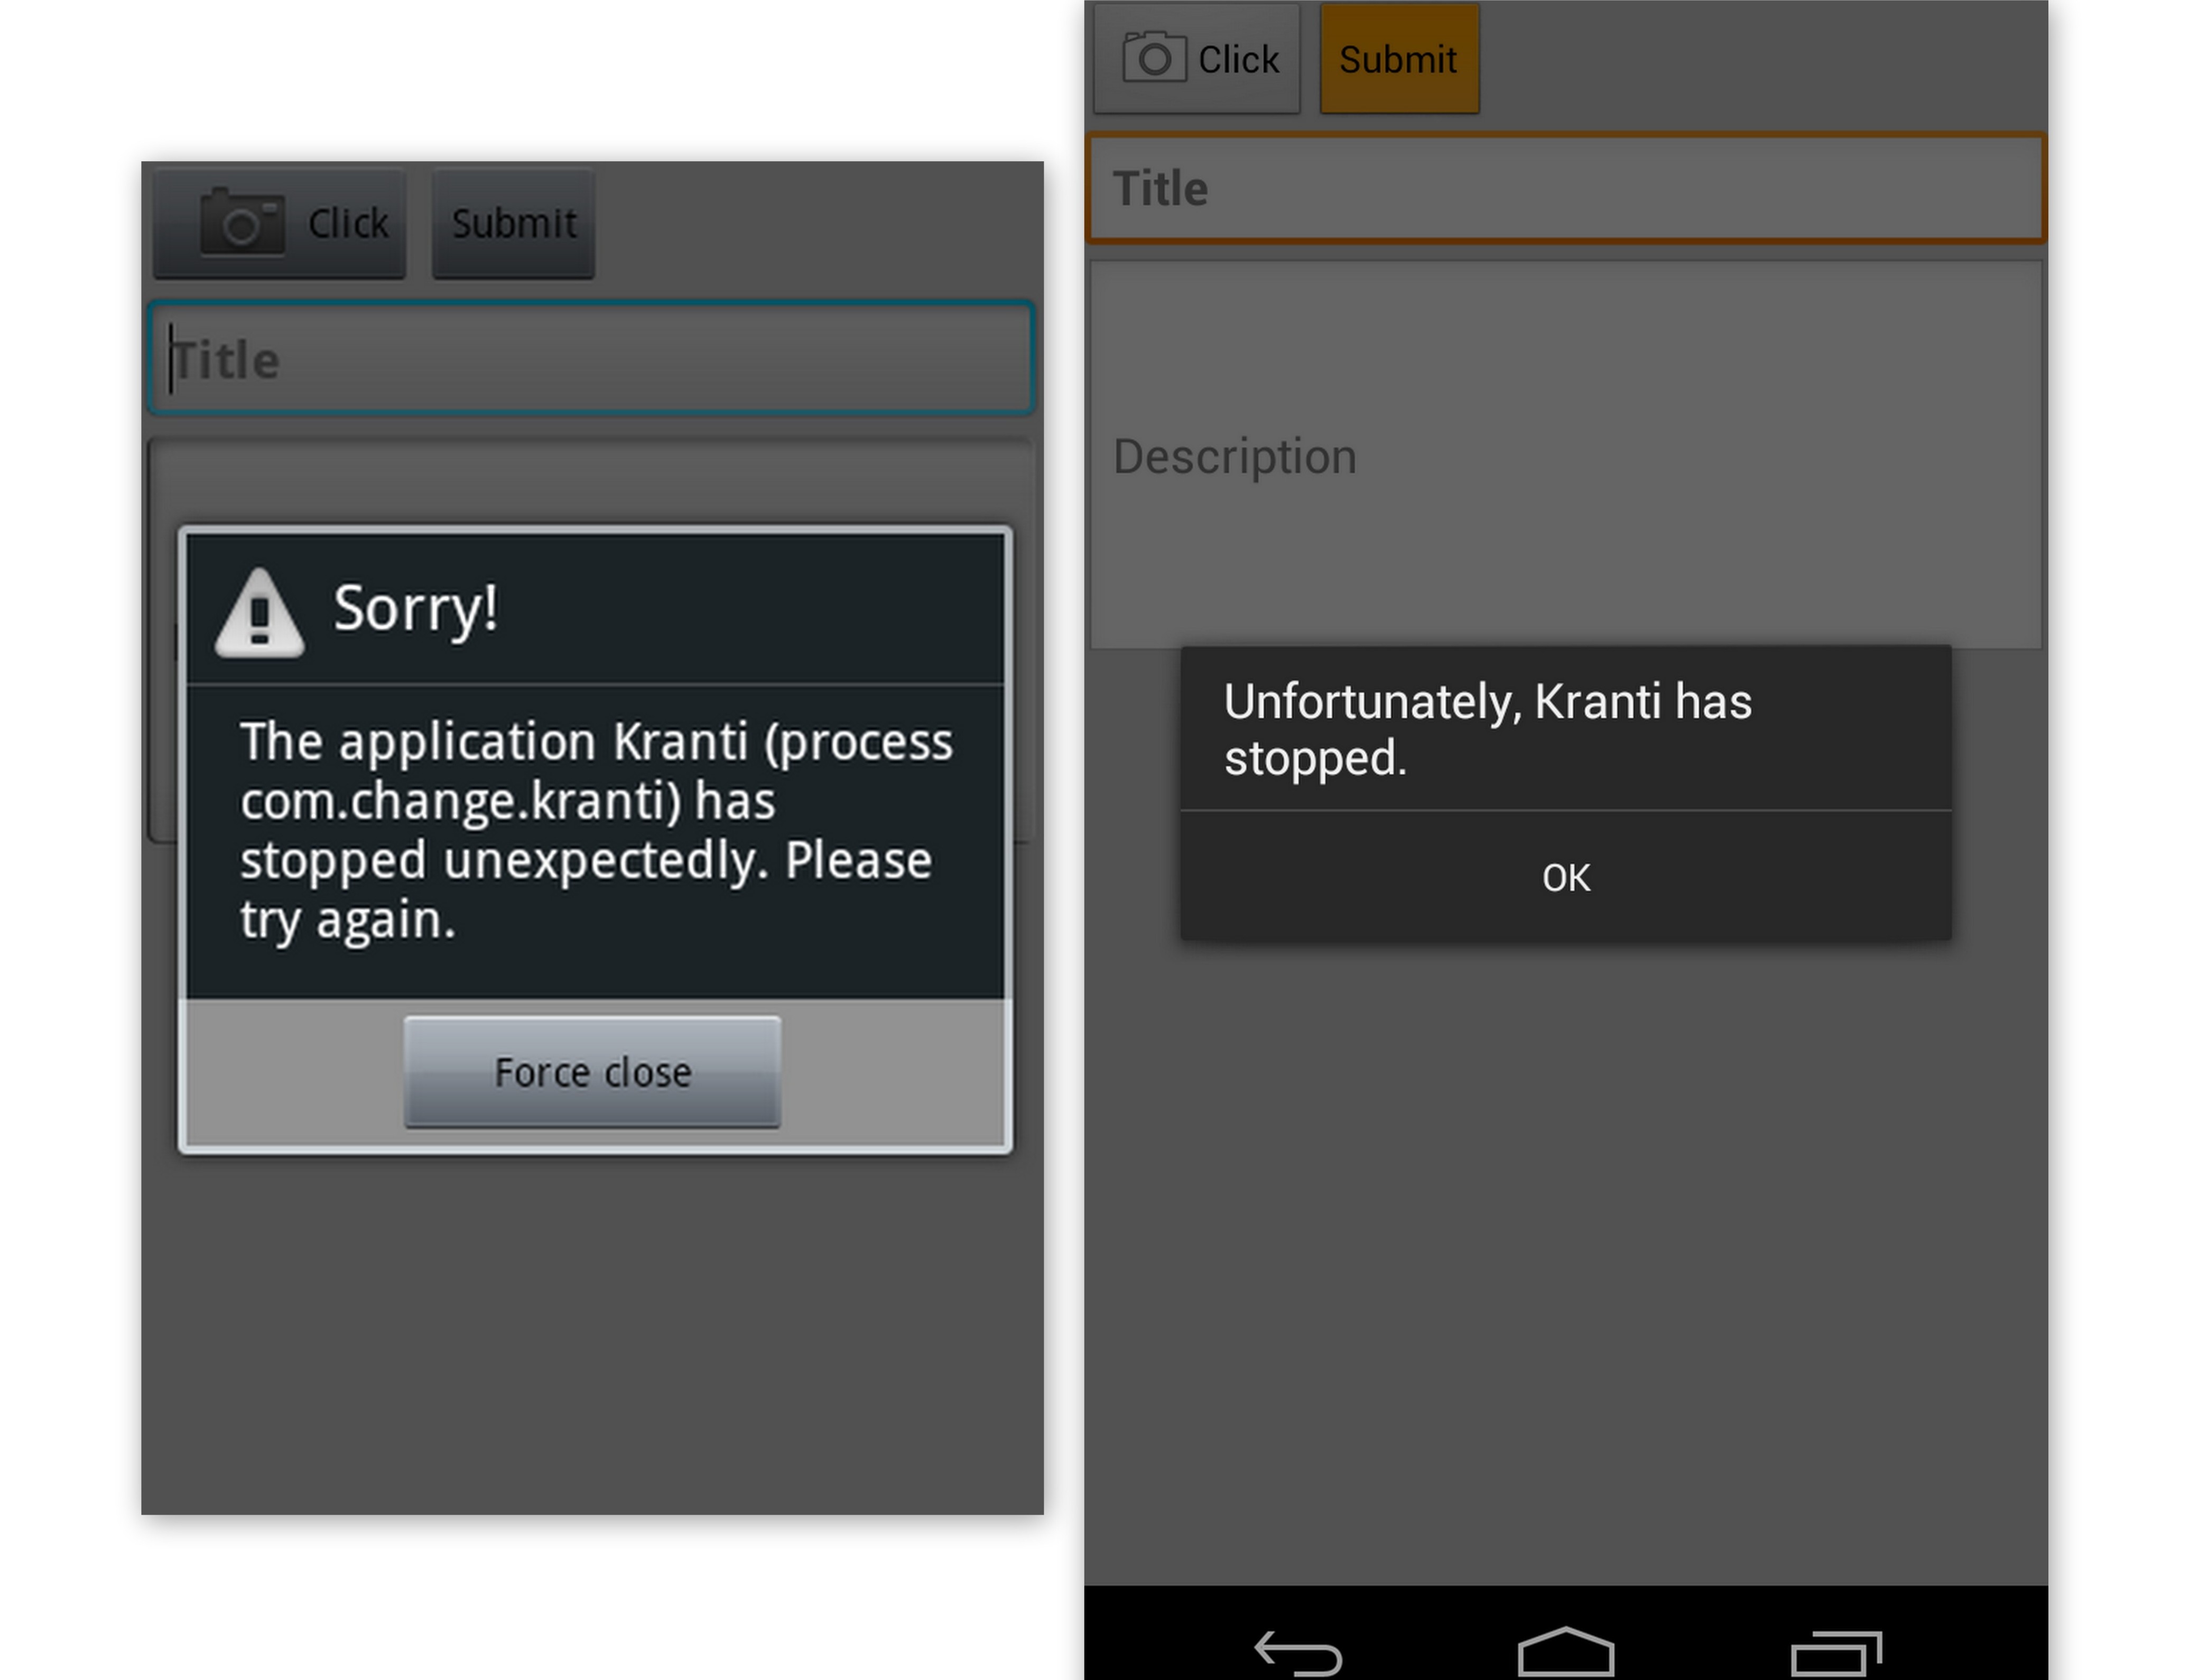 Click
Submit
Title
Sorry!
The application Kranti (process
com.change.kranti) has
stopped unexpectedly. Please
try again.
Force close
Click
Submit
Title
Description
Unfortunately, Kranti has
stopped.
OK